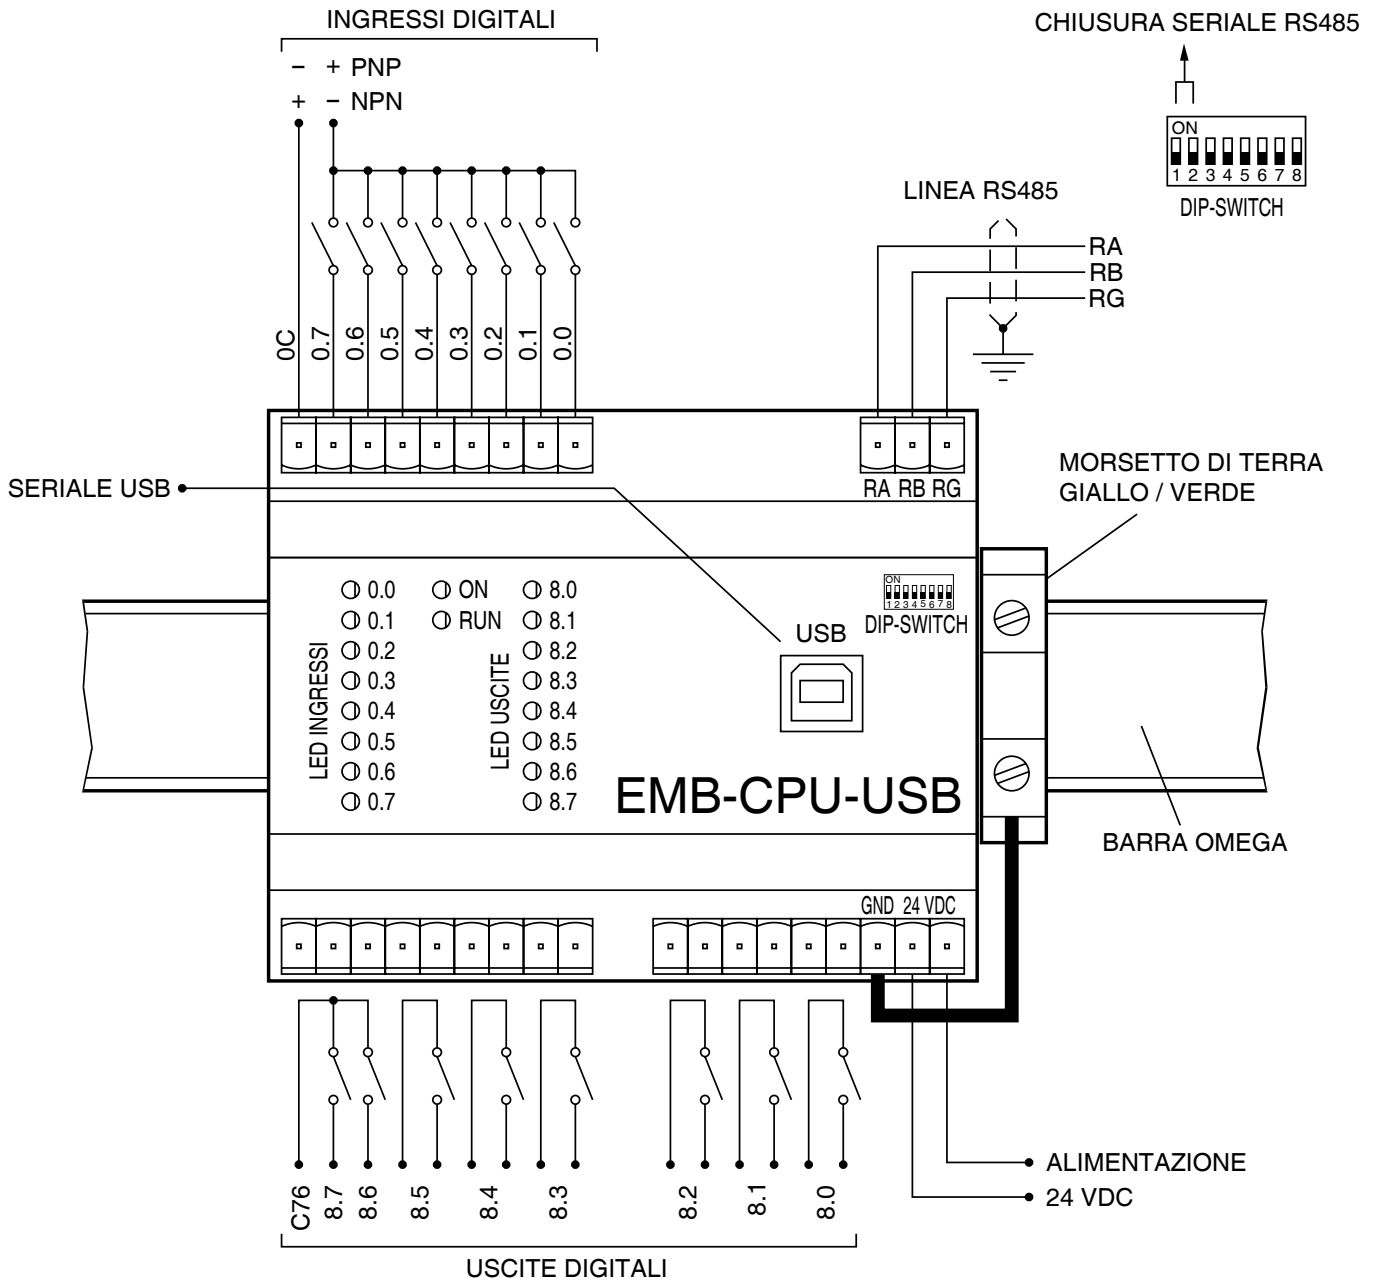 INGRESSI DIGITALI
− + PNP
+ − NPN
0C 0.7 0.6 0.5 0.4 0.3 0.2 0.1 0.0
CHIUSURA SERIALE RS485
ON
1 2 3 4 5 6 7 8
DIP-SWITCH
LINEA RS485
RA
RB
RG
SERIALE USB
RA RB RG
MORSETTO DI TERRA
GIALLO / VERDE
LED INGRESSI
0.0
0.1
0.2
0.3
0.4
0.5
0.6
0.7
ON
RUN
LED USCITE
8.0
8.1
8.2
8.3
8.4
8.5
8.6
8.7
USB
ON
1 2 3 4 5 6 7 8
DIP-SWITCH
EMB-CPU-USB
BARRA OMEGA
GND 24 VDC
C76 8.7 8.6 8.5 8.4 8.3 8.2 8.1 8.0
USCITE DIGITALI
ALIMENTAZIONE
24 VDC